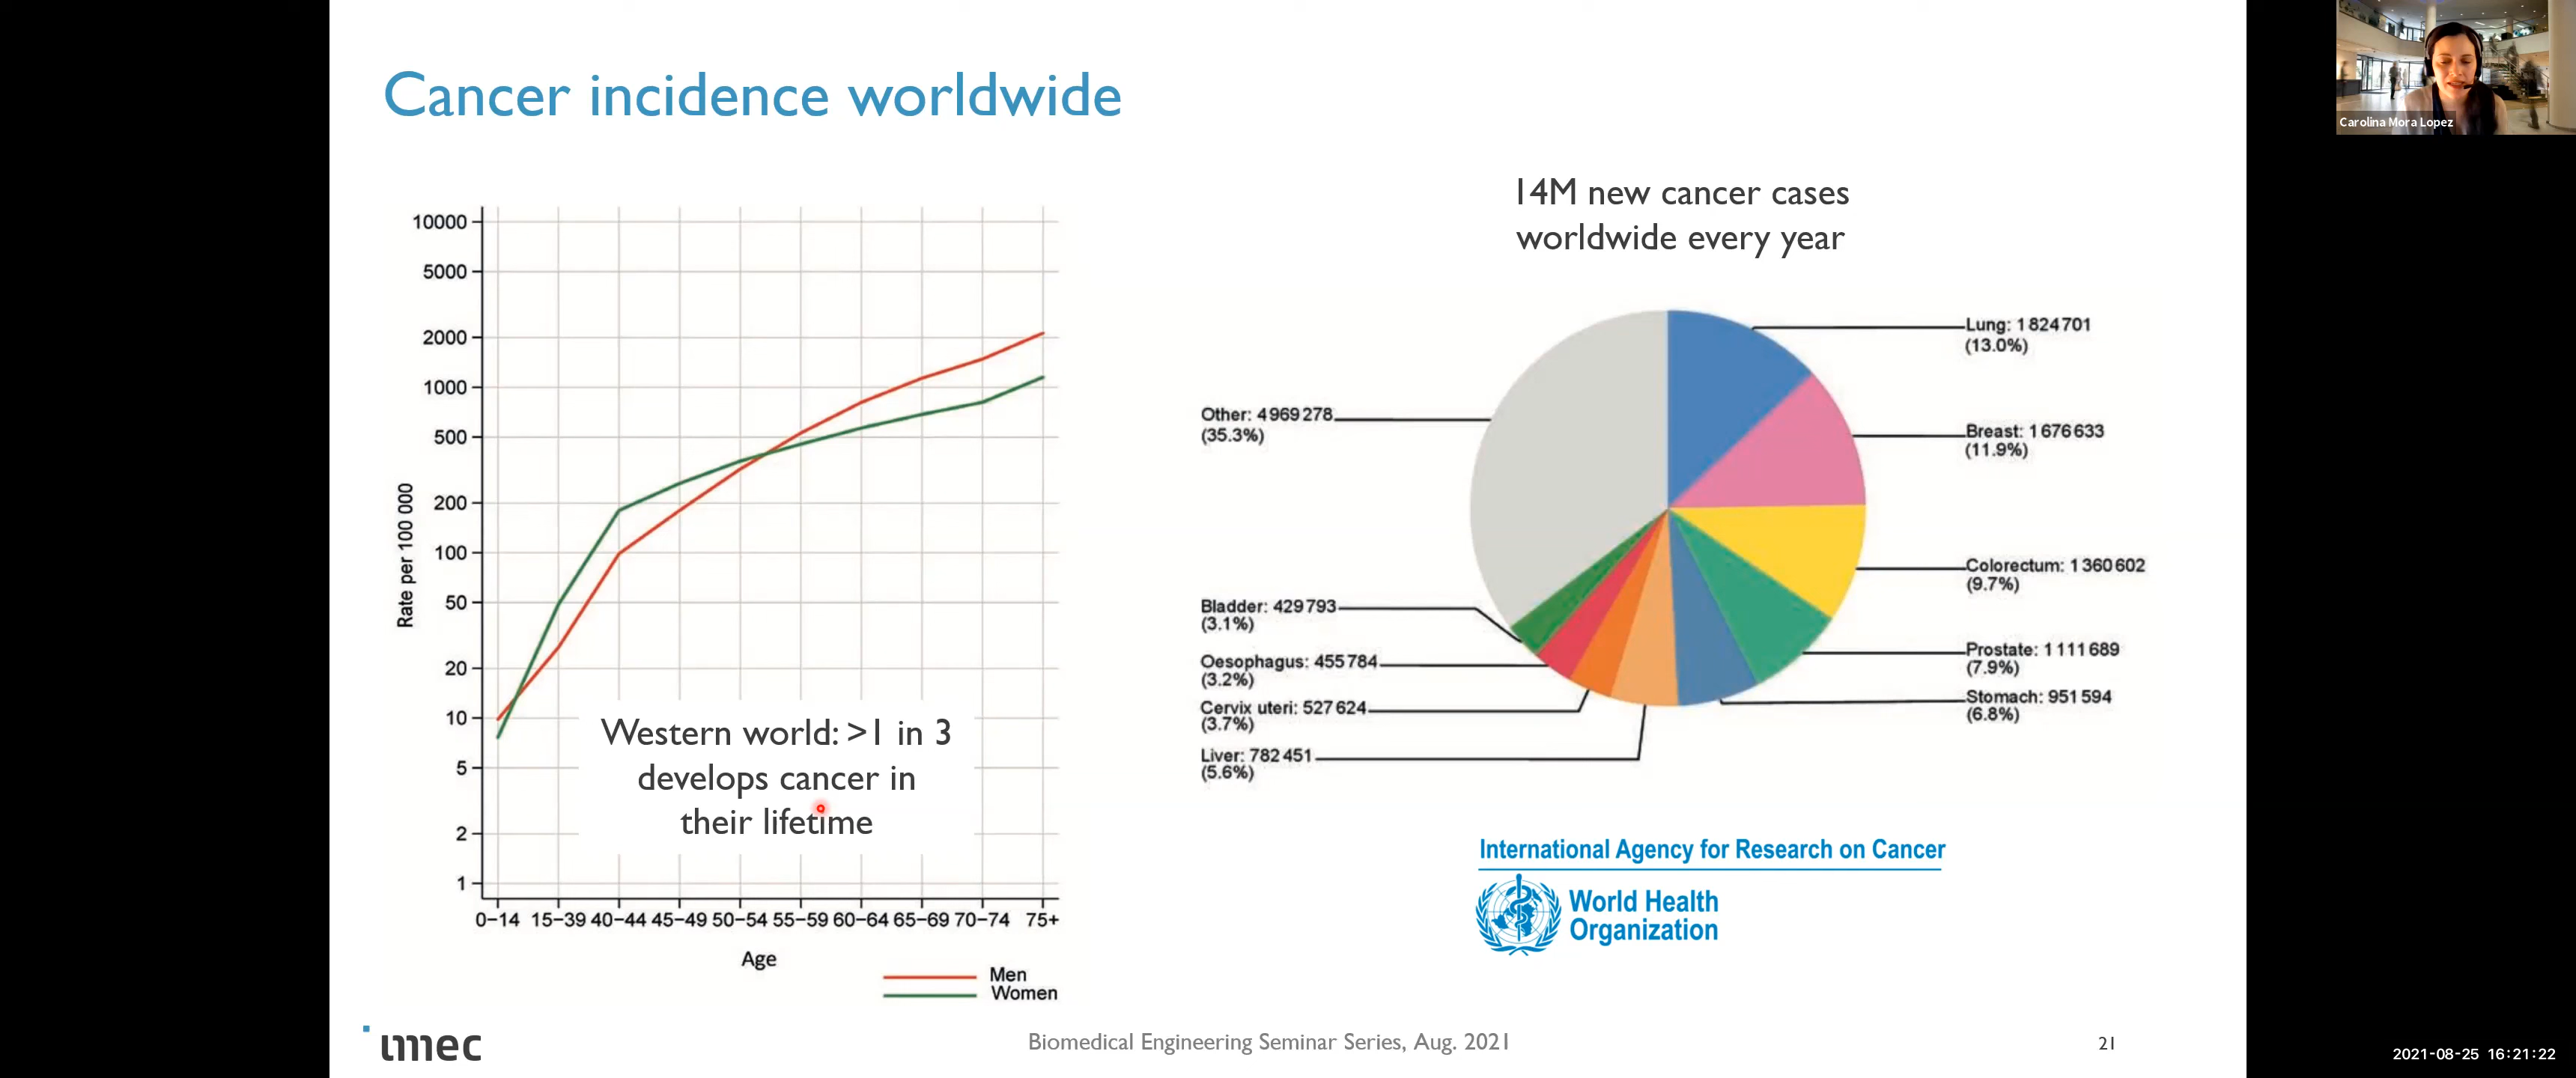 Cancer incidence worldwide
Carolina Mora Lopez
14M new cancer cases
worldwide every year
10000
5000
2000
1000
500
200
100
50
20
10
5
2
1
Rate per 100 000
0–14 15–39 40–44 45–49 50–54 55–59 60–64 65–69 70–74 75+
Age
Men
Women
Western world: >1 in 3
develops cancer in
their lifetime
Lung: 1 824 701
(13.0%)
Breast: 1 676 633
(11.9%)
Colorectum: 1 360 602
(9.7%)
Prostate: 1 111 689
(7.9%)
Stomach: 951 594
(6.8%)
Other: 4 969 278
(35.3%)
Bladder: 429 793
(3.1%)
Oesophagus: 455 784
(3.2%)
Cervix uteri: 527 624
(3.7%)
Liver: 782 451
(5.6%)
International Agency for Research on Cancer
World Health
Organization
imec
Biomedical Engineering Seminar Series, Aug. 2021
21
2021-08-25 16:21:22